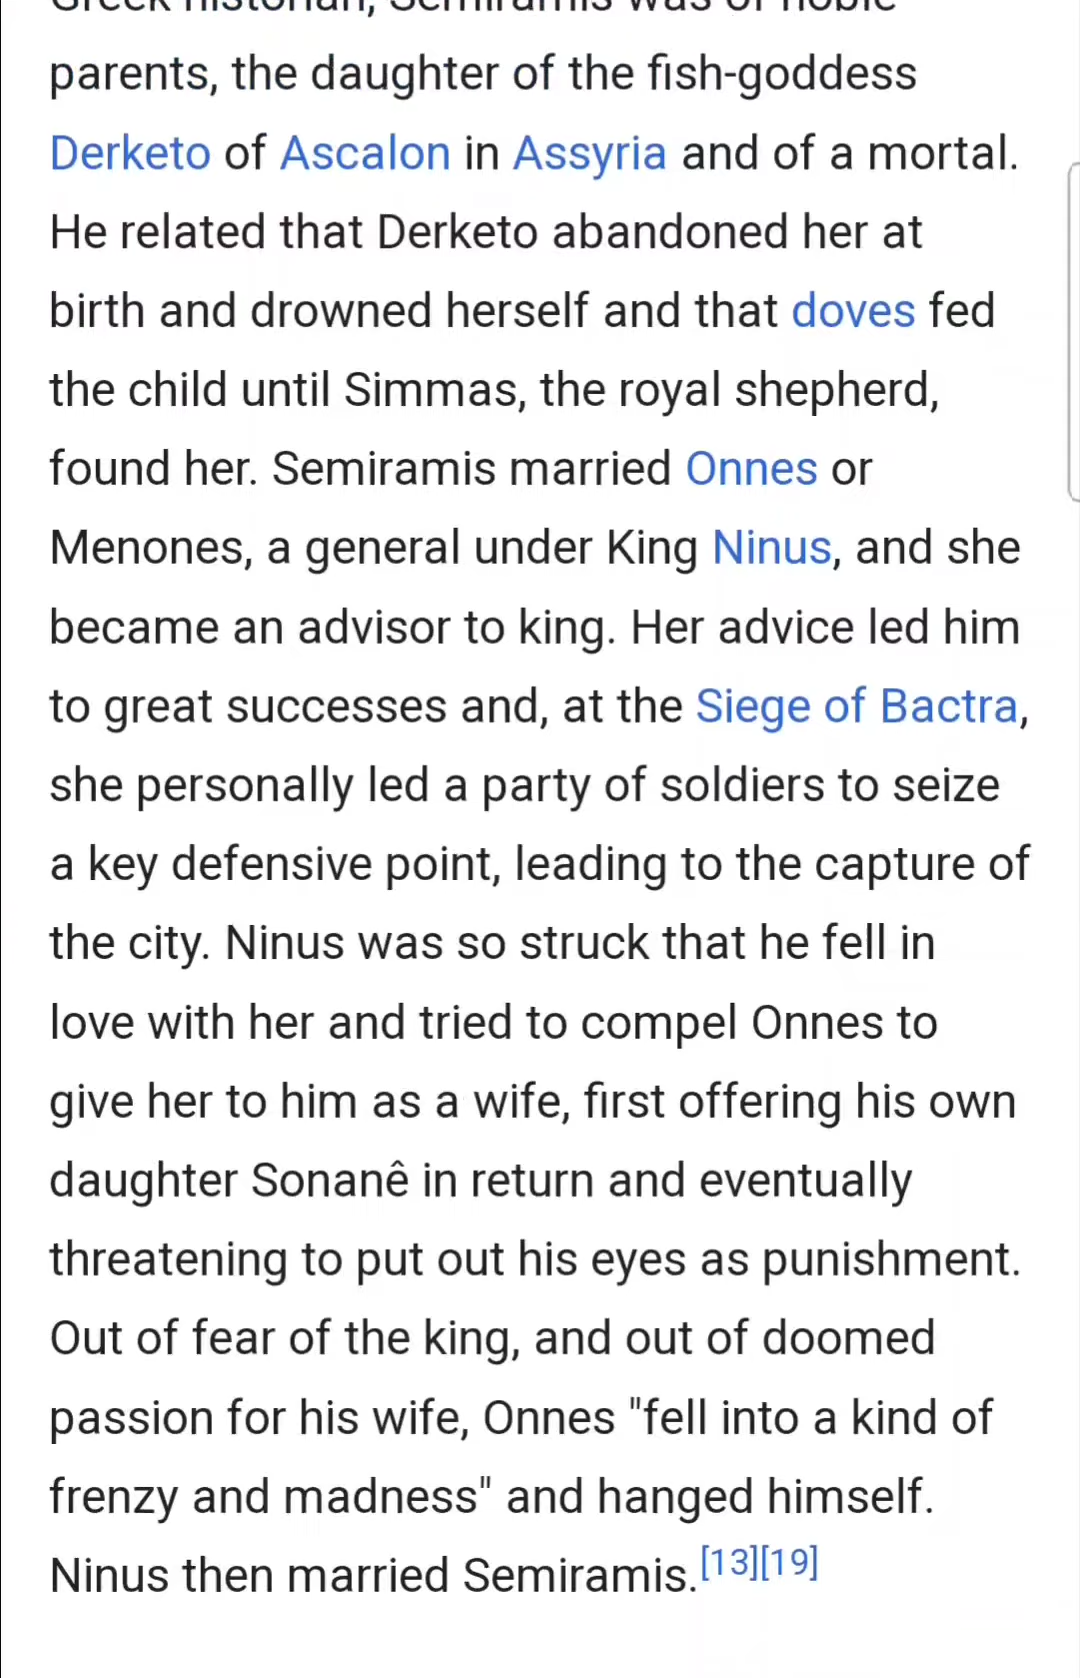 Greek historian, Semiramis was of noble
parents, the daughter of the fish-goddess
Derketo of Ascalon in Assyria and of a mortal.
He related that Derketo abandoned her at
birth and drowned herself and that doves fed
the child until Simmas, the royal shepherd,
found her. Semiramis married Onnes or
Menones, a general under King Ninus, and she
became an advisor to king. Her advice led him
to great successes and, at the Siege of Bactra,
she personally led a party of soldiers to seize
a key defensive point, leading to the capture of
the city. Ninus was so struck that he fell in
love with her and tried to compel Onnes to
give her to him as a wife, first offering his own
daughter Sonanê in return and eventually
threatening to put out his eyes as punishment.
Out of fear of the king, and out of doomed
passion for his wife, Onnes "fell into a kind of
frenzy and madness" and hanged himself.
Ninus then married Semiramis.[13][19]